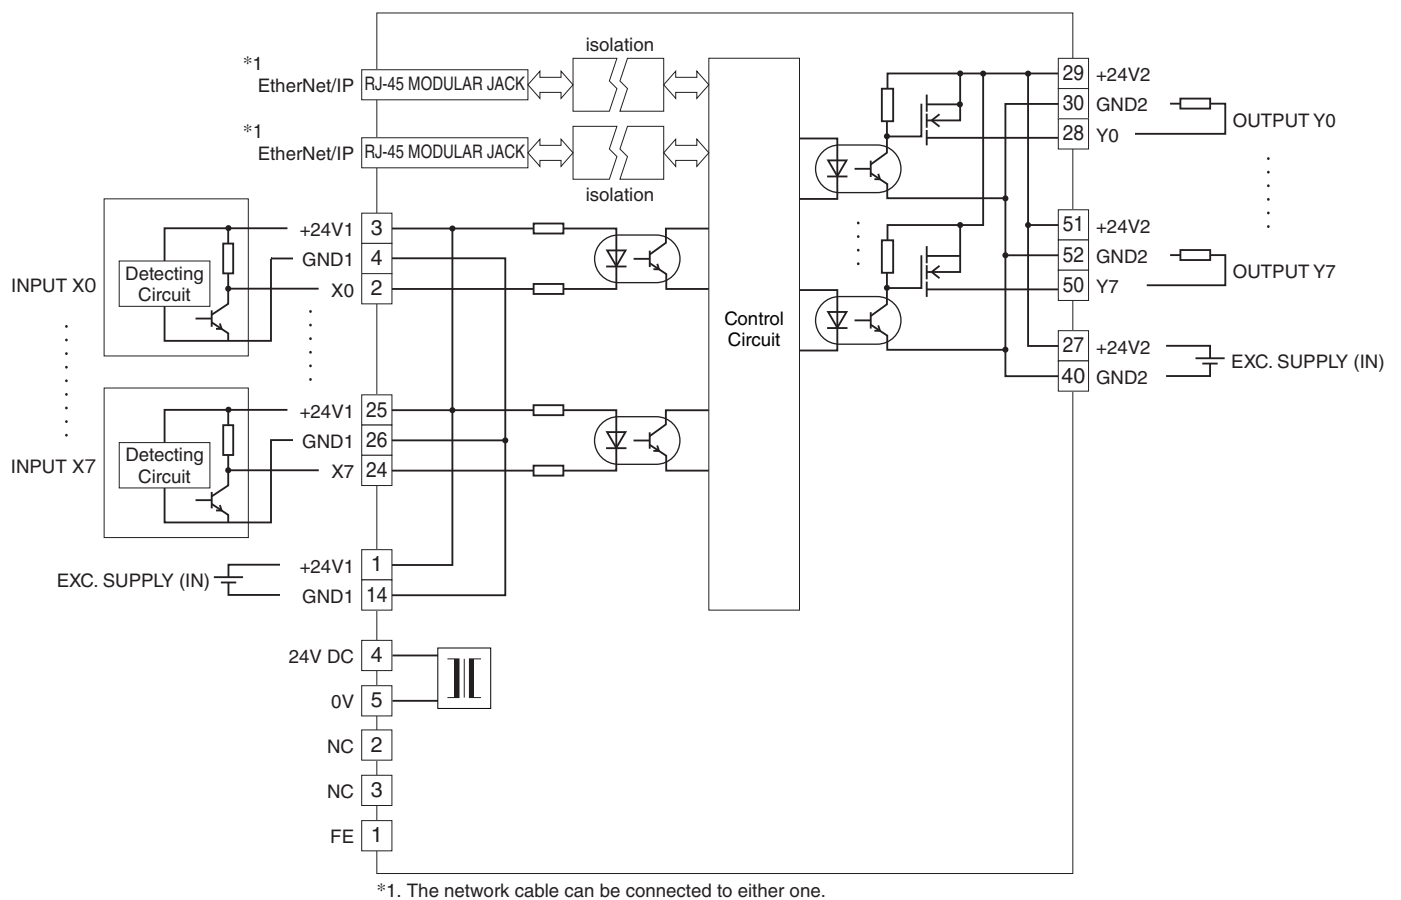 isolation
*1
EtherNet/IP
RJ-45 MODULAR JACK
*1
EtherNet/IP
RJ-45 MODULAR JACK
isolation
INPUT X0
Detecting
Circuit
+24V1
3
GND1
4
X0
2
INPUT X7
Detecting
Circuit
+24V1
25
GND1
26
X7
24
EXC. SUPPLY (IN)
+24V1
1
GND1
14
24V DC
4
0V
5
NC
2
NC
3
FE
1
Control
Circuit
29
+24V2
30
GND2
28
Y0
OUTPUT Y0
51
+24V2
52
GND2
50
Y7
OUTPUT Y7
27
+24V2
40
GND2
EXC. SUPPLY (IN)
*1. The network cable can be connected to either one.